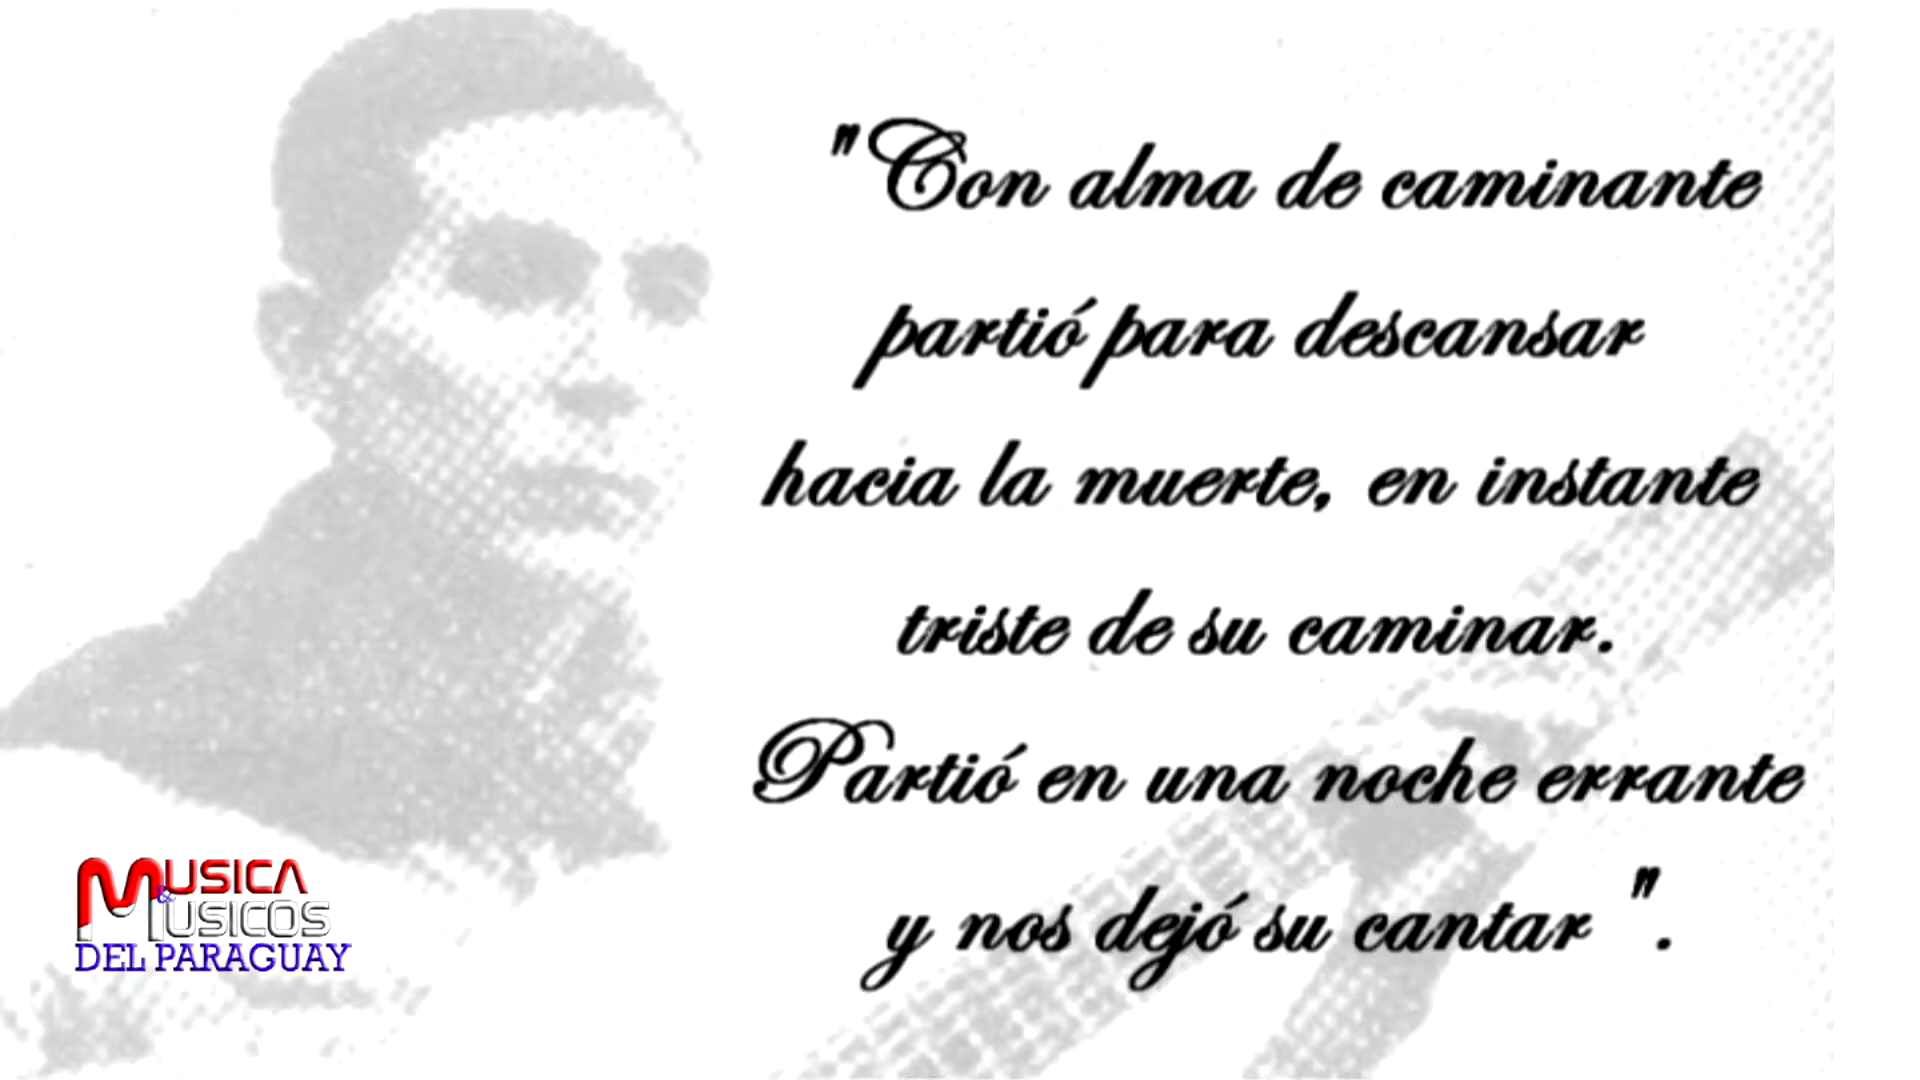 "Con alma de caminante
partió para descansar
hacia la muerte, en instante
triste de su caminar.
Partió en una noche errante
y nos dejó su cantar ".
MUSICA
& MUSICOS
DEL PARAGUAY